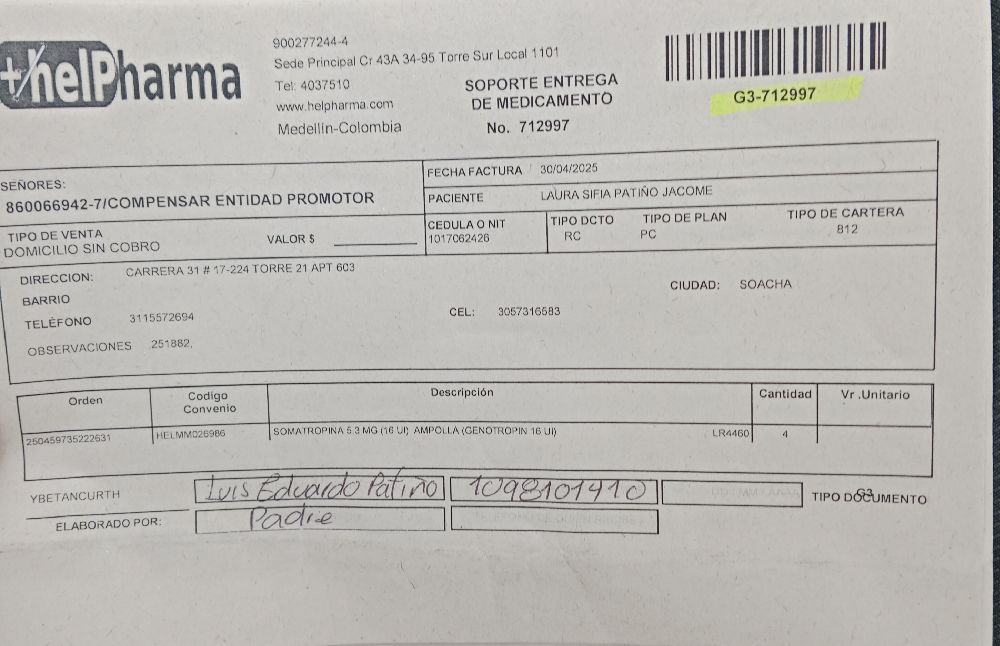 +helPharma
900277244-4
Sede Principal Cr 43A 34-95 Torre Sur Local 1101
Tel: 4037510
www.helpharma.com
Medellín-Colombia
SOPORTE ENTREGA
DE MEDICAMENTO
No. 712997
G3-712997
SEÑORES:
860066942-7/COMPENSAR ENTIDAD PROMOTOR
FECHA FACTURA 30/04/2025
PACIENTE LAURA SIFIA PATIÑO JACOME
TIPO DE VENTA
DOMICILIO SIN COBRO
VALOR $
CEDULA O NIT
1017062426
TIPO DCTO
RC
TIPO DE PLAN
PC
TIPO DE CARTERA
812
DIRECCION: CARRERA 31 # 17-224 TORRE 21 APT 603
BARRIO
CIUDAD: SOACHA
TELÉFONO 3115572694
CEL: 3057316583
OBSERVACIONES 251882,
Orden Codigo Convenio Descripción Cantidad Vr .Unitario
250459735222631 HELMM026986 SOMATROPINA 5.3 MG (16 UI) AMPOLLA (GENOTROPIN 16 UI) LR4460 4
YBETANCURTH Luis Eduardo Patiño 1098101410 TIPO DOCUMENTO G3
ELABORADO POR: Padre